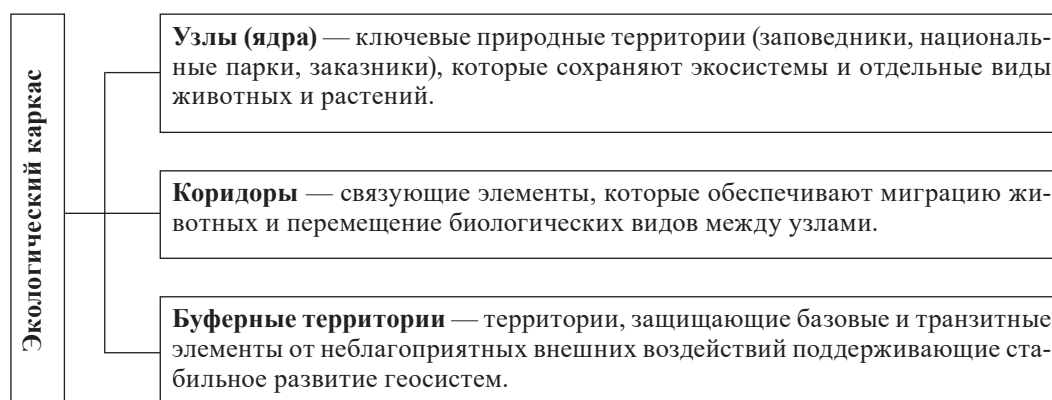 Экологический каркас
Узлы (ядра) — ключевые природные территории (заповедники, националь-
ные парки, заказники), которые сохраняют экосистемы и отдельные виды
животных и растений.
Коридоры — связующие элементы, которые обеспечивают миграцию жи-
вотных и перемещение биологических видов между узлами.
Буферные территории — территории, защищающие базовые и транзитные
элементы от неблагоприятных внешних воздействий поддерживающие ста-
бильное развитие геосистем.